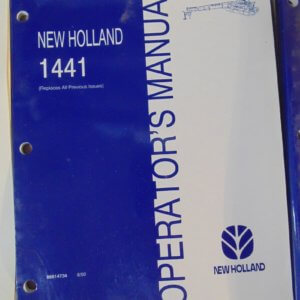 NEW HOLLAND
1441
(Replaces All Previous Issues)
OPERATOR'S MANUAL
NEW HOLLAND